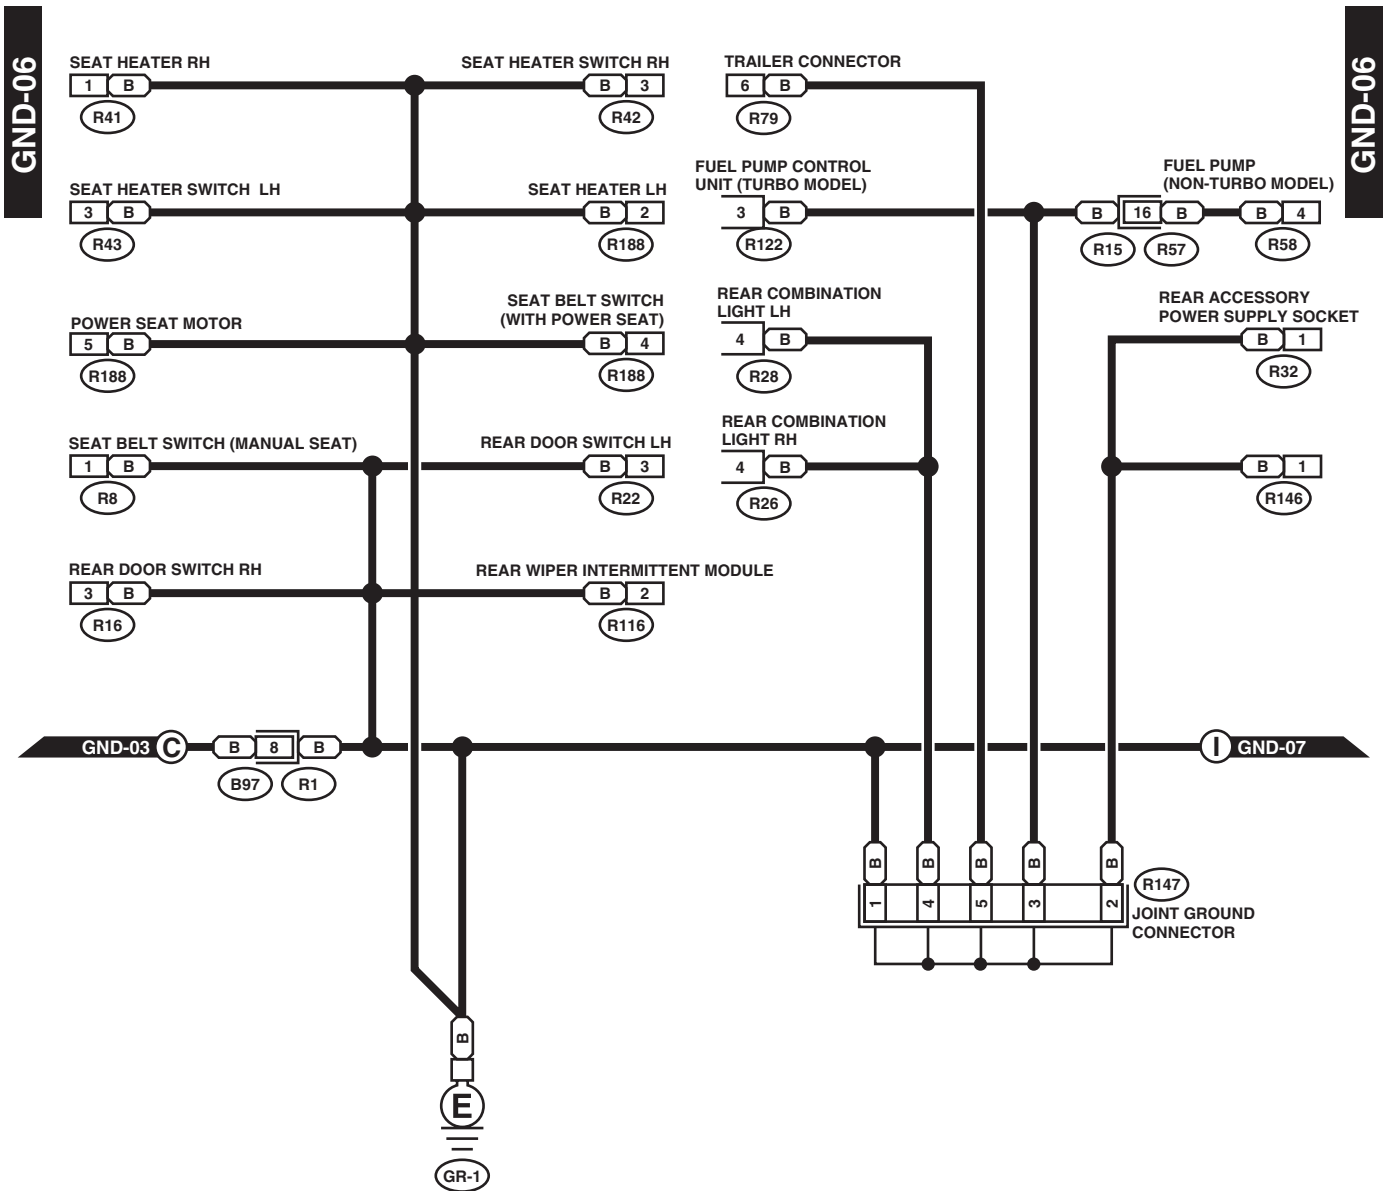 GND-06
GND-06
SEAT HEATER RH
1 B
R41
SEAT HEATER SWITCH RH
B 3
R42
TRAILER CONNECTOR
6 B
R79
SEAT HEATER SWITCH LH
3 B
R43
SEAT HEATER LH
B 2
R188
FUEL PUMP CONTROL
UNIT (TURBO MODEL)
3 B
R122
FUEL PUMP
(NON-TURBO MODEL)
B 16 B
B 4
R15
R57
R58
POWER SEAT MOTOR
5 B
R188
SEAT BELT SWITCH
(WITH POWER SEAT)
B 4
R188
REAR COMBINATION
LIGHT LH
4 B
R28
REAR ACCESSORY
POWER SUPPLY SOCKET
B 1
R32
SEAT BELT SWITCH (MANUAL SEAT)
1 B
R8
REAR DOOR SWITCH LH
B 3
R22
REAR COMBINATION
LIGHT RH
4 B
R26
B 1
R146
REAR DOOR SWITCH RH
3 B
R16
REAR WIPER INTERMITTENT MODULE
B 2
R116
GND-03 C
B 8 B
B97
R1
I GND-07
B B B B B
1 4 5 3 2
R147
JOINT GROUND
CONNECTOR
B
E
GR-1